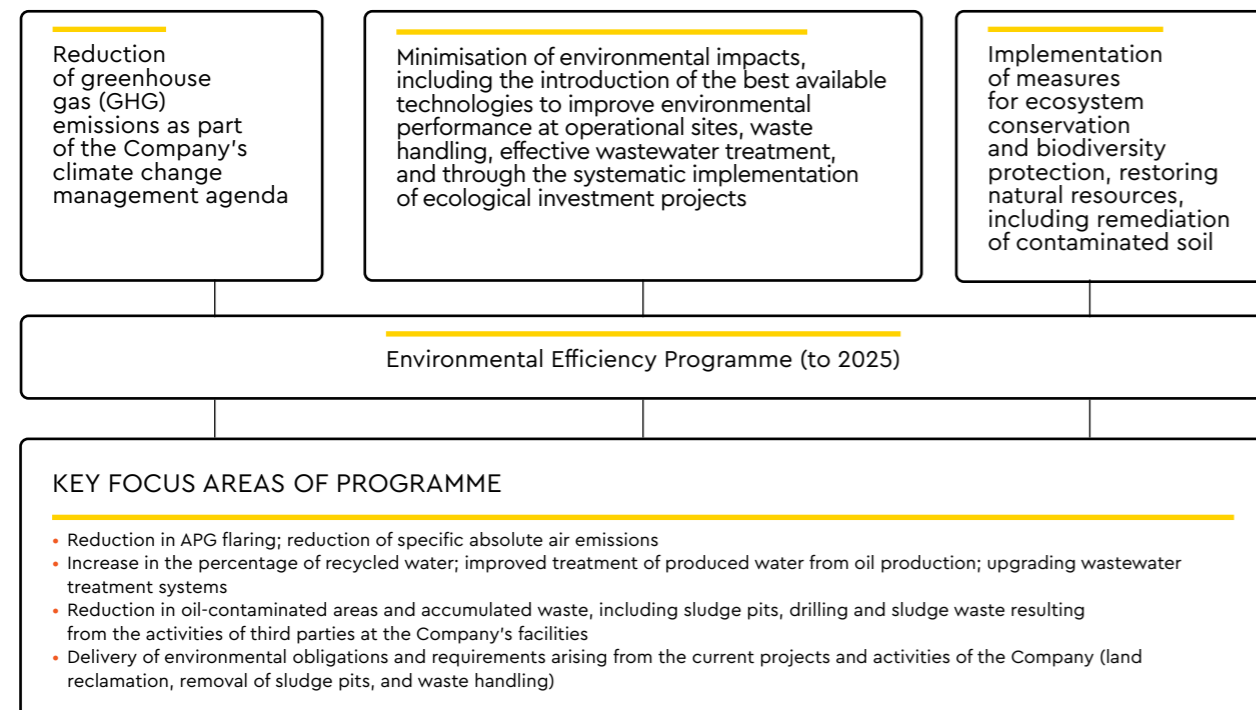 Reduction
of greenhouse
gas (GHG)
emissions as part
of the Company's
climate change
management agenda
Minimisation of environmental impacts,
including the introduction of the best available
technologies to improve environmental
performance at operational sites, waste
handling, effective wastewater treatment,
and through the systematic implementation
of ecological investment projects
Implementation
of measures
for ecosystem
conservation
and biodiversity
protection, restoring
natural resources,
including remediation
of contaminated soil
Environmental Efficiency Programme (to 2025)
KEY FOCUS AREAS OF PROGRAMME
• Reduction in APG flaring; reduction of specific absolute air emissions
• Increase in the percentage of recycled water; improved treatment of produced water from oil production; upgrading wastewater
treatment systems
• Reduction in oil-contaminated areas and accumulated waste, including sludge pits, drilling and sludge waste resulting
from the activities of third parties at the Company's facilities
• Delivery of environmental obligations and requirements arising from the current projects and activities of the Company (land
reclamation, removal of sludge pits, and waste handling)